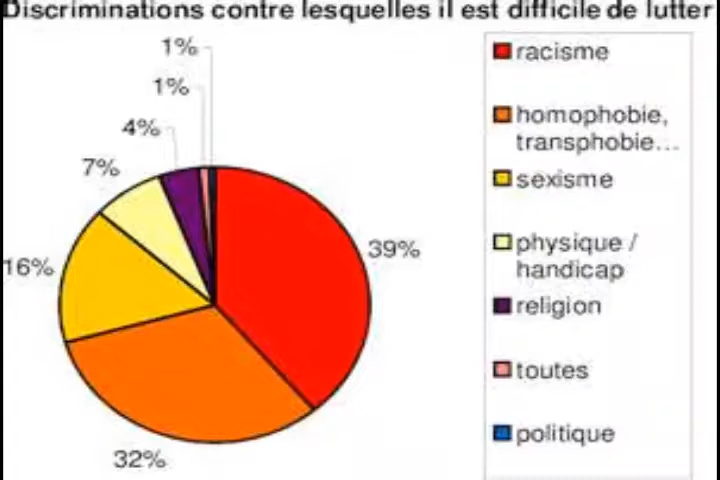 Discriminations contre lesquelles il est difficile de lutter
1%
1%
4%
7%
16%
39%
32%
racisme
homophobie,
transphobie...
sexisme
physique /
handicap
religion
toutes
politique